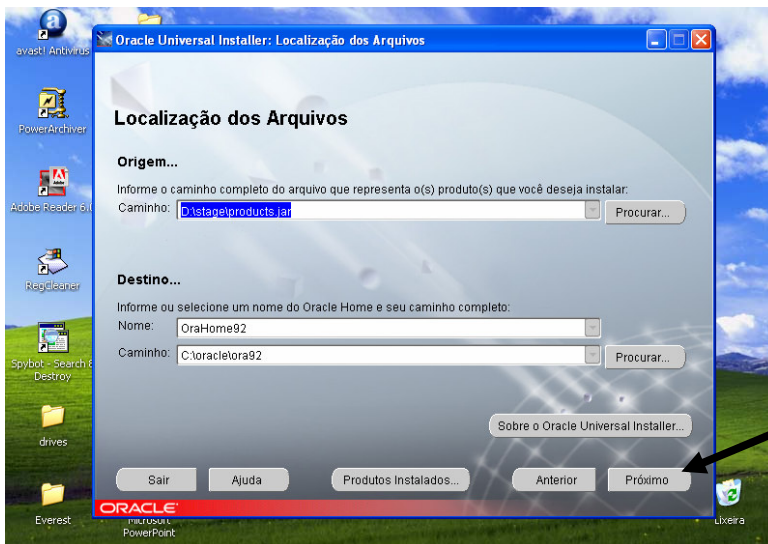 avast! Antivirus
PowerArchiver
Adobe Reader 6.0
RegCleaner
Spybot - Search &
Destroy
drives
Everest
Microsoft
PowerPoint
Lixeira
Oracle Universal Installer: Localização dos Arquivos
Localização dos Arquivos
Origem...
Informe o caminho completo do arquivo que representa o(s) produto(s) que você deseja instalar:
Caminho: D:\stage\products.jar Procurar...
Destino...
Informe ou selecione um nome do Oracle Home e seu caminho completo:
Nome: OraHome92
Caminho: C:\oracle\ora92 Procurar...
Sobre o Oracle Universal Installer...
Sair Ajuda Produtos Instalados... Anterior Próximo
ORACLE